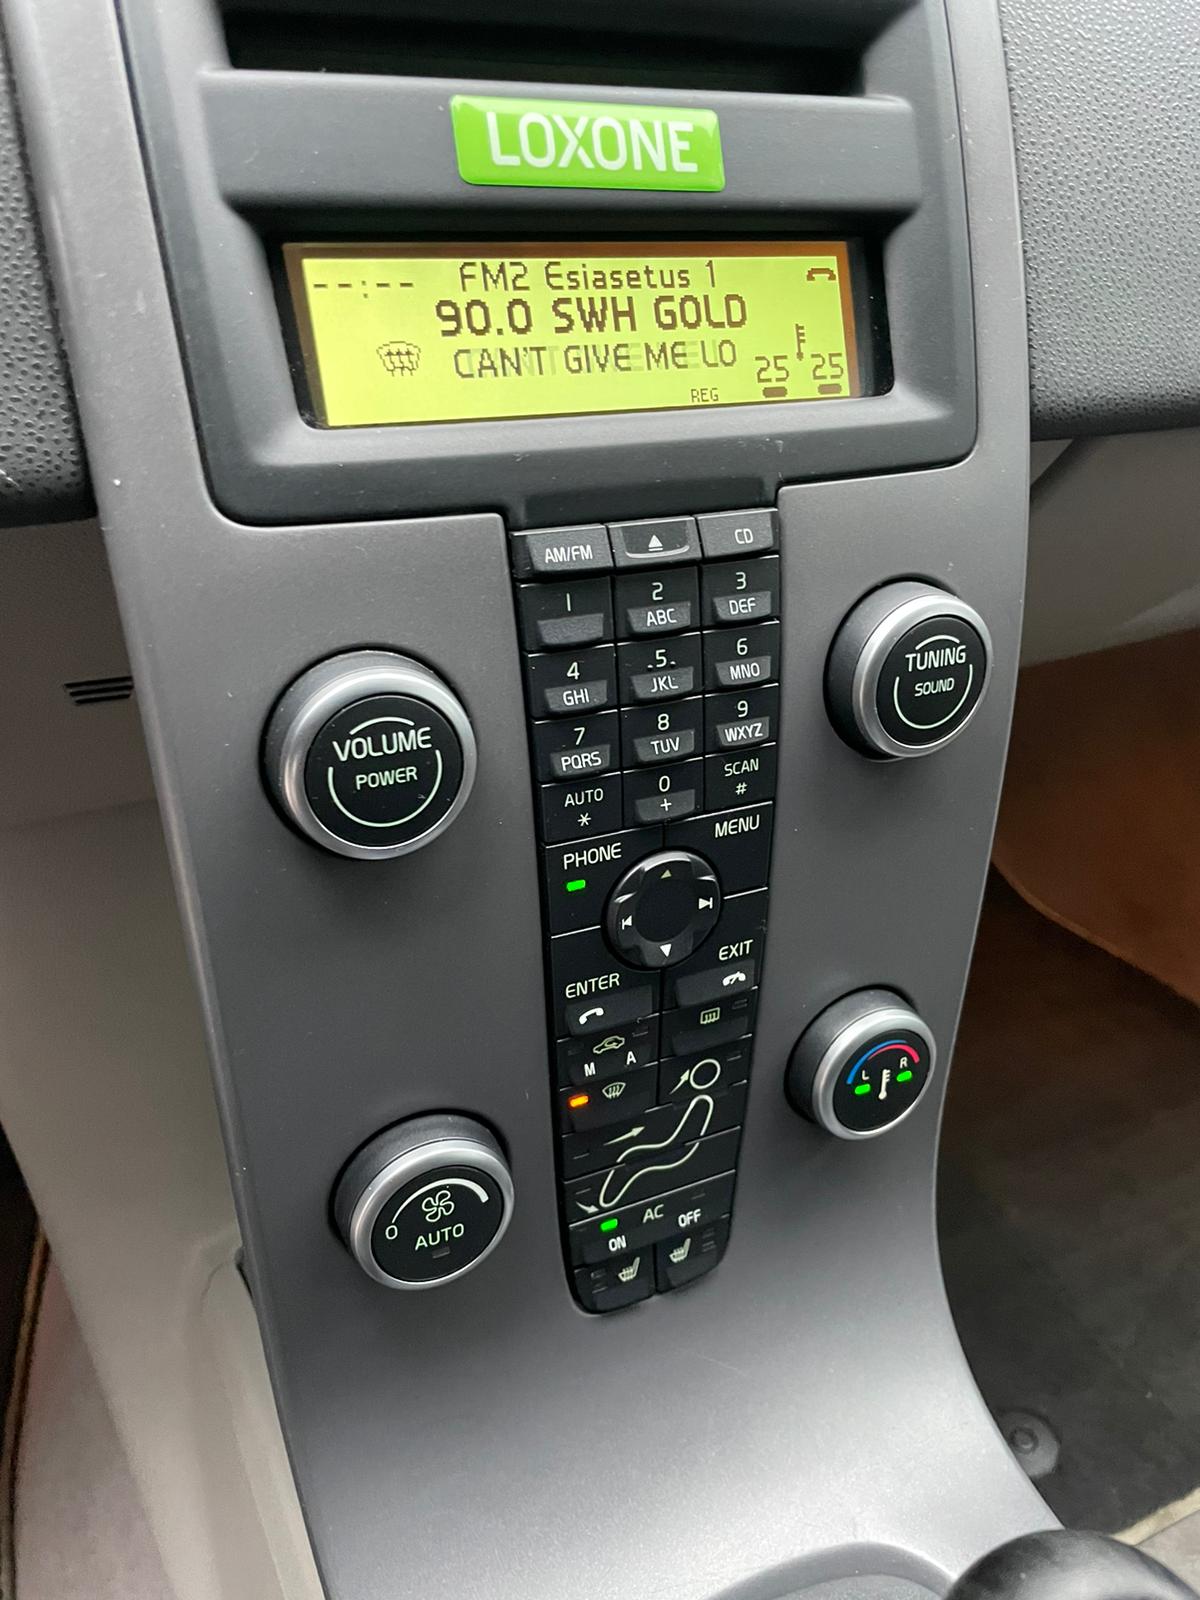 LOXONE
--:-- FM2 Esiasetus 1
90.0 SWH GOLD
CAN'T GIVE ME LO
25 25
REG
AM/FM CD
1 2 3
ABC DEF
4 5 6
GHI JKL MNO
7 8 9
PQRS TUV WXYZ
AUTO 0 SCAN
* + #
VOLUME
POWER
TUNING
SOUND
PHONE MENU
ENTER EXIT
M A
L R
0 AUTO
AC
ON OFF